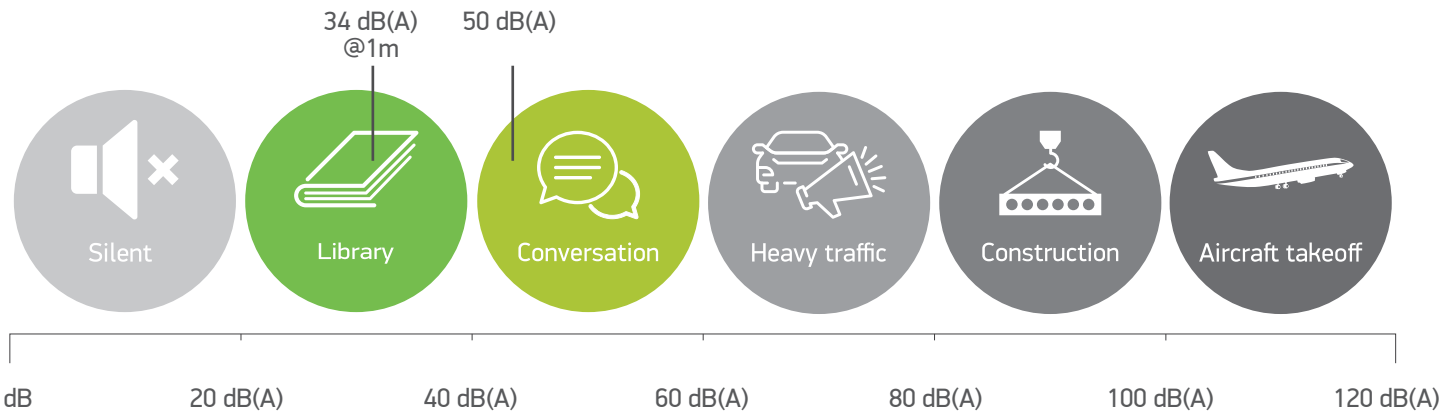 34 dB(A) 50 dB(A)
@1m
Silent Library Conversation Heavy traffic Construction Aircraft takeoff
dB 20 dB(A) 40 dB(A) 60 dB(A) 80 dB(A) 100 dB(A) 120 dB(A)